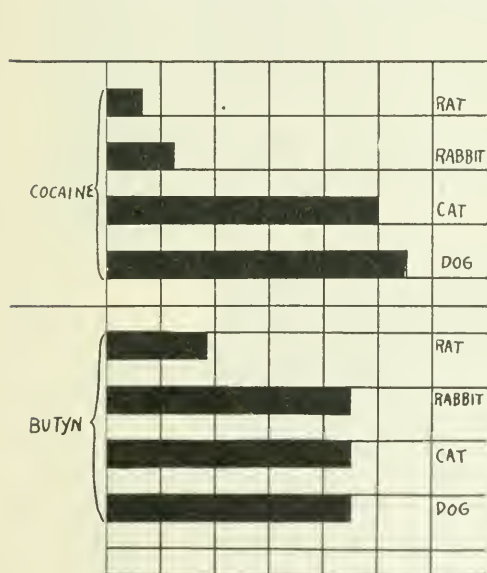 COCAINE
RAT
RABBIT
CAT
DOG
BUTYN
RAT
RABBIT
CAT
DOG